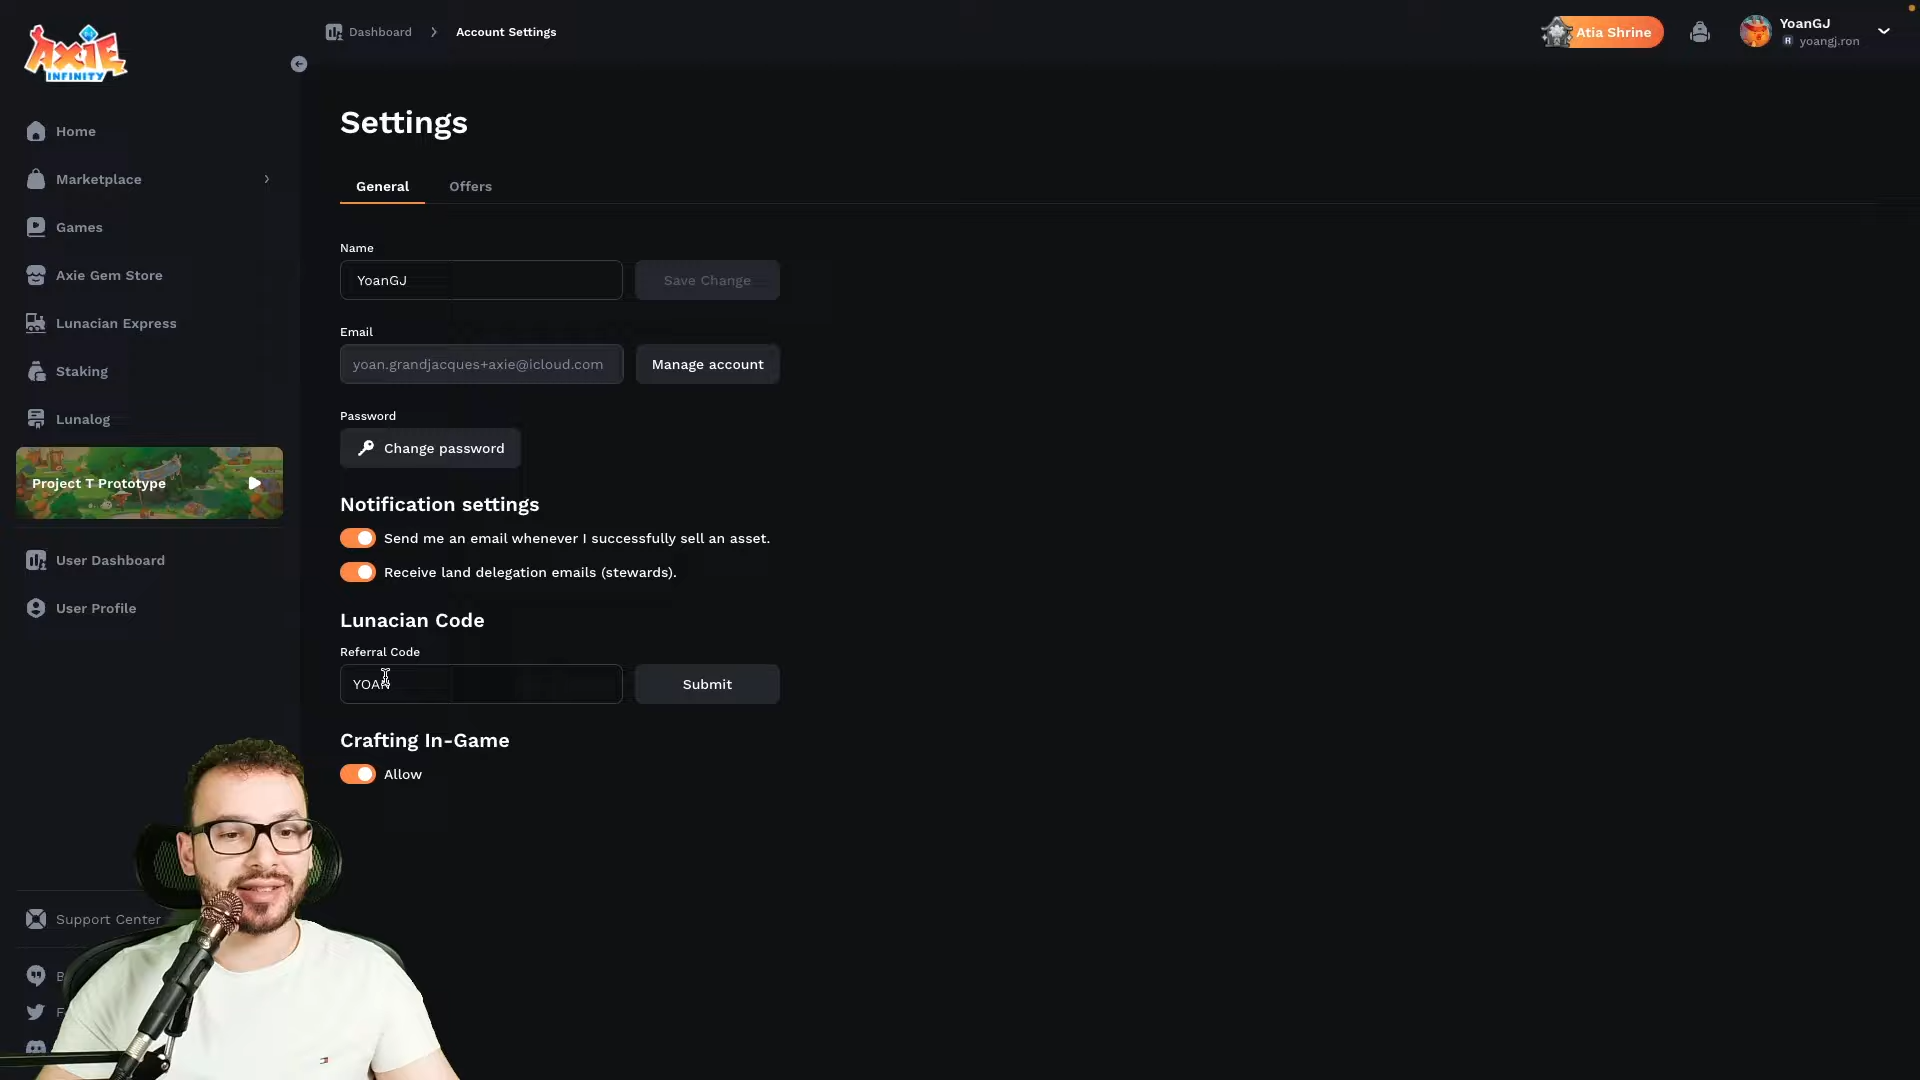 AXIE
INFINITY
Dashboard
Account Settings
Atia Shrine
YoanGJ
yoangj.ron
Home
Marketplace
Games
Axie Gem Store
Lunacian Express
Staking
Lunalog
Project T Prototype
User Dashboard
User Profile
Support Center
Settings
General
Offers
Name
YoanGJ
Save Change
Email
yoan.grandjacques+axie@icloud.com
Manage account
Password
Change password
Notification settings
Send me an email whenever I successfully sell an asset.
Receive land delegation emails (stewards).
Lunacian Code
Referral Code
YOAN
Submit
Crafting In-Game
Allow